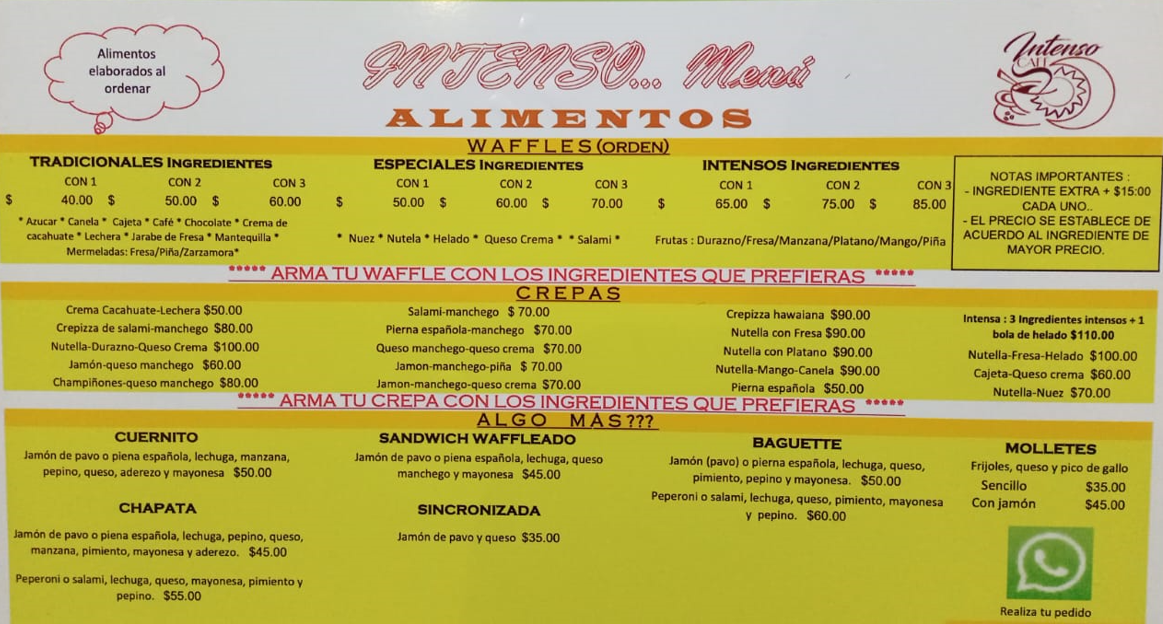 Alimentos
elaborados al
ordenar
INTENSO... Menú
Intenso
CAFÉ
ALIMENTOS
WAFFLES (ORDEN)
TRADICIONALES INGREDIENTES
CON 1 CON 2 CON 3
$ 40.00 $ 50.00 $ 60.00
* Azucar * Canela * Cajeta * Café * Chocolate * Crema de
cacahuate * Lechera * Jarabe de Fresa * Mantequilla *
Mermeladas: Fresa/Piña/Zarzamora*
ESPECIALES INGREDIENTES
CON 1 CON 2 CON 3
$ 50.00 $ 60.00 $ 70.00
* Nuez * Nutela * Helado * Queso Crema * * Salami *
INTENSOS INGREDIENTES
CON 1 CON 2 CON 3
$ 65.00 $ 75.00 $ 85.00
Frutas : Durazno/Fresa/Manzana/Platano/Mango/Piña
NOTAS IMPORTANTES :
- INGREDIENTE EXTRA + $15:00
CADA UNO..
- EL PRECIO SE ESTABLECE DE
ACUERDO AL INGREDIENTE DE
MAYOR PRECIO.
***** ARMA TU WAFFLE CON LOS INGREDIENTES QUE PREFIERAS *****
CREPAS
Crema Cacahuate-Lechera $50.00
Crepizza de salami-manchego $80.00
Nutella-Durazno-Queso Crema $100.00
Jamón-queso manchego $60.00
Champiñones-queso manchego $80.00
Salami-manchego $ 70.00
Pierna española-manchego $70.00
Queso manchego-queso crema $70.00
Jamon-manchego-piña $ 70.00
Jamon-manchego-queso crema $70.00
Crepizza hawaiana $90.00
Nutella con Fresa $90.00
Nutella con Platano $90.00
Nutella-Mango-Canela $90.00
Pierna española $50.00
Intensa : 3 Ingredientes intensos + 1
bola de helado $110.00
Nutella-Fresa-Helado $100.00
Cajeta-Queso crema $60.00
Nutella-Nuez $70.00
***** ARMA TU CREPA CON LOS INGREDIENTES QUE PREFIERAS *****
ALGO MÁS???
CUERNITO
Jamón de pavo o piena española, lechuga, manzana,
pepino, queso, aderezo y mayonesa $50.00
CHAPATA
Jamón de pavo o piena española, lechuga, pepino, queso,
manzana, pimiento, mayonesa y aderezo. $45.00
Peperoni o salami, lechuga, queso, mayonesa, pimiento y
pepino. $55.00
SANDWICH WAFFLEADO
Jamón de pavo o piena española, lechuga, queso
manchego y mayonesa $45.00
SINCRONIZADA
Jamón de pavo y queso $35.00
BAGUETTE
Jamón (pavo) o pierna española, lechuga, queso,
pimiento, pepino y mayonesa. $50.00
Peperoni o salami, lechuga, queso, pimiento, mayonesa
y pepino. $60.00
MOLLETES
Frijoles, queso y pico de gallo
Sencillo $35.00
Con jamón $45.00
Realiza tu pedido